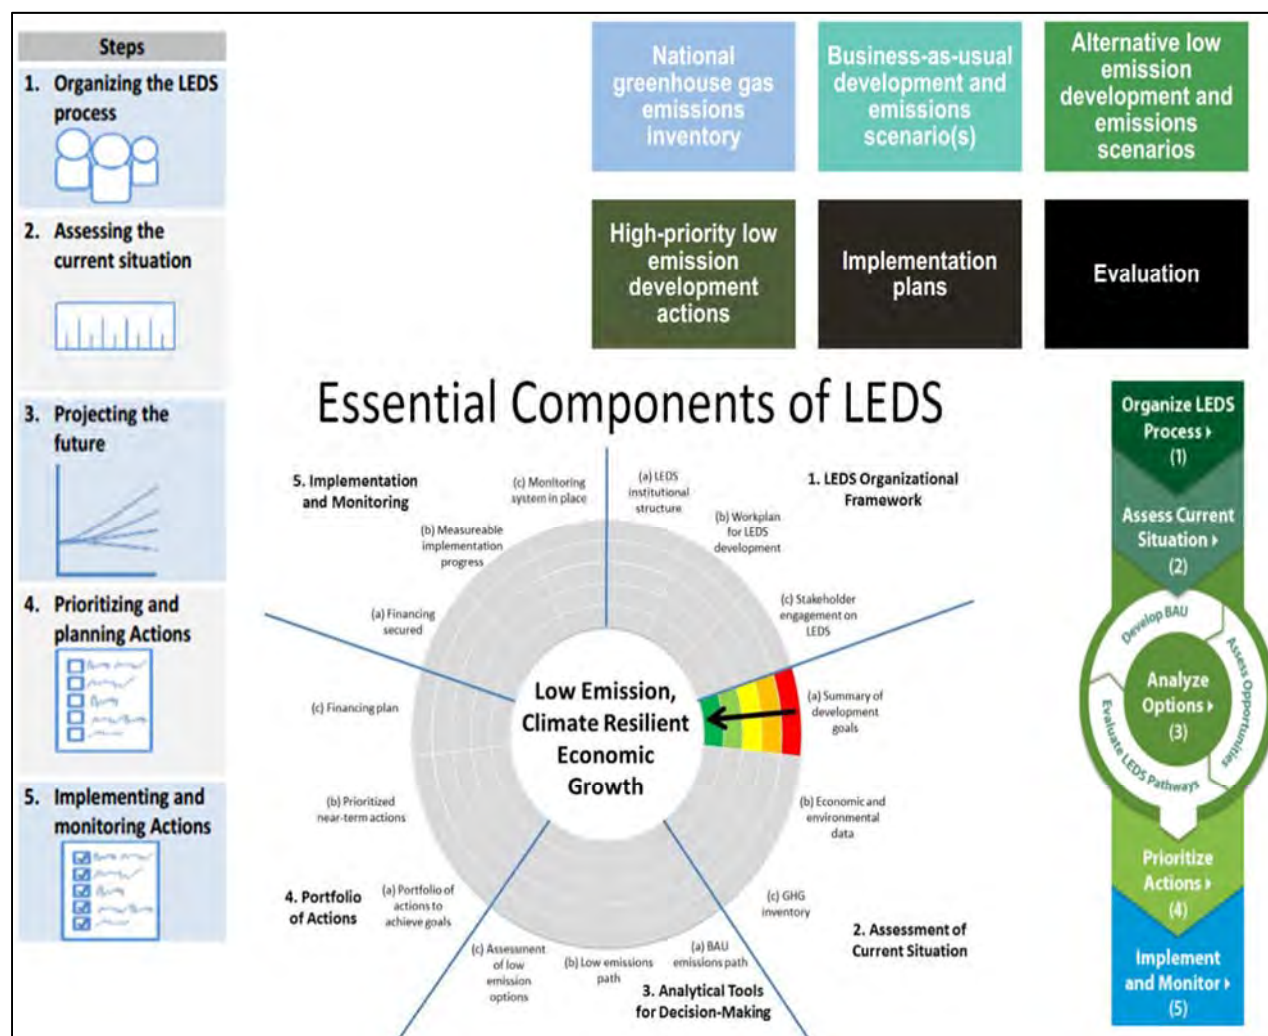 Steps
1. Organizing the LEDS
process
2. Assessing the
current situation
3. Projecting the
future
4. Prioritizing and
planning Actions
5. Implementing and
monitoring Actions
National
greenhouse gas
emissions
inventory
Business-as-usual
development and
emissions
scenario(s)
Alternative low
emission
development and
emissions
scenarios
High-priority low
emission
development
actions
Implementation
plans
Evaluation
Essential Components of LEDS
5. Implementation
and Monitoring
(c) Monitoring
system in place
(b) Measureable
implementation
progress
(a) Financing
secured
(a) LEDS
institutional
structure
(b) Workplan
for LEDS
development
1. LEDS Organizational
Framework
(c) Stakeholder
engagement on
LEDS
Low Emission,
Climate Resilient
Economic
Growth
(a) Summary of
development
goals
(b) Economic and
environmental
data
(c) GHG
inventory
2. Assessment of
Current Situation
(a) BAU
emissions path
(b) Low emissions
path
(c) Assessment
of low
emission
options
3. Analytical Tools
for Decision-Making
(c) Financing plan
(b) Prioritized
near-term actions
(a) Portfolio of
actions to
achieve goals
4. Portfolio
of Actions
Organize LEDS
Process
(1)
Assess Current
Situation
(2)
Develop BAU
Assess Opportunities
Evaluate LEDS Pathways
Analyze
Options
(3)
Prioritize
Actions
(4)
Implement
and Monitor
(5)